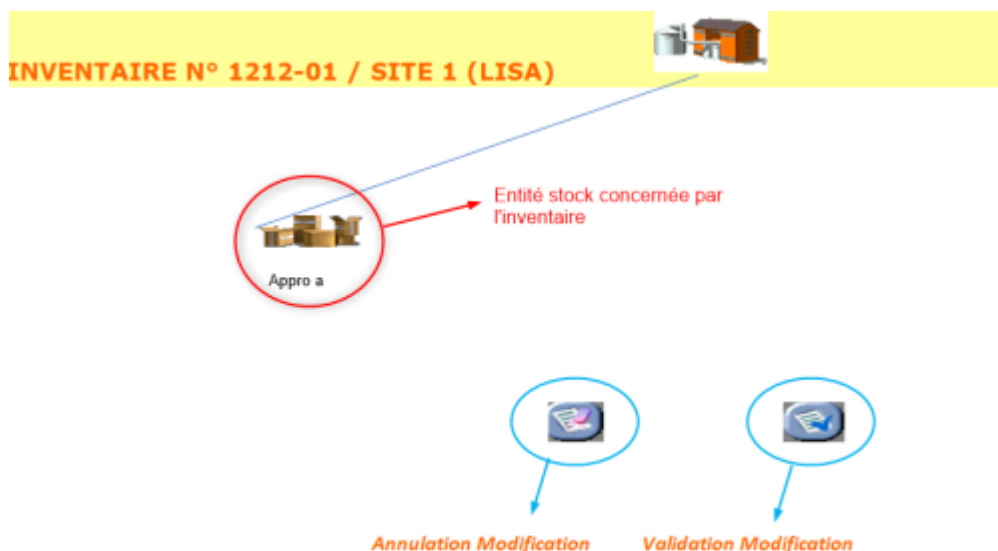 INVENTAIRE N° 1212-01 / SITE 1 (LISA)
Entité stock concernée par
l'inventaire
Appro a
Annulation Modification
Validation Modification